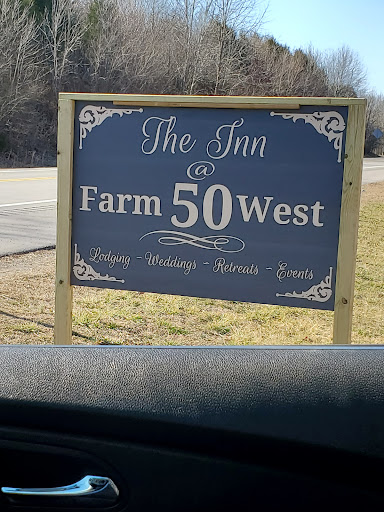 The Inn
@
Farm 50 West
Lodging - Weddings - Retreats - Events